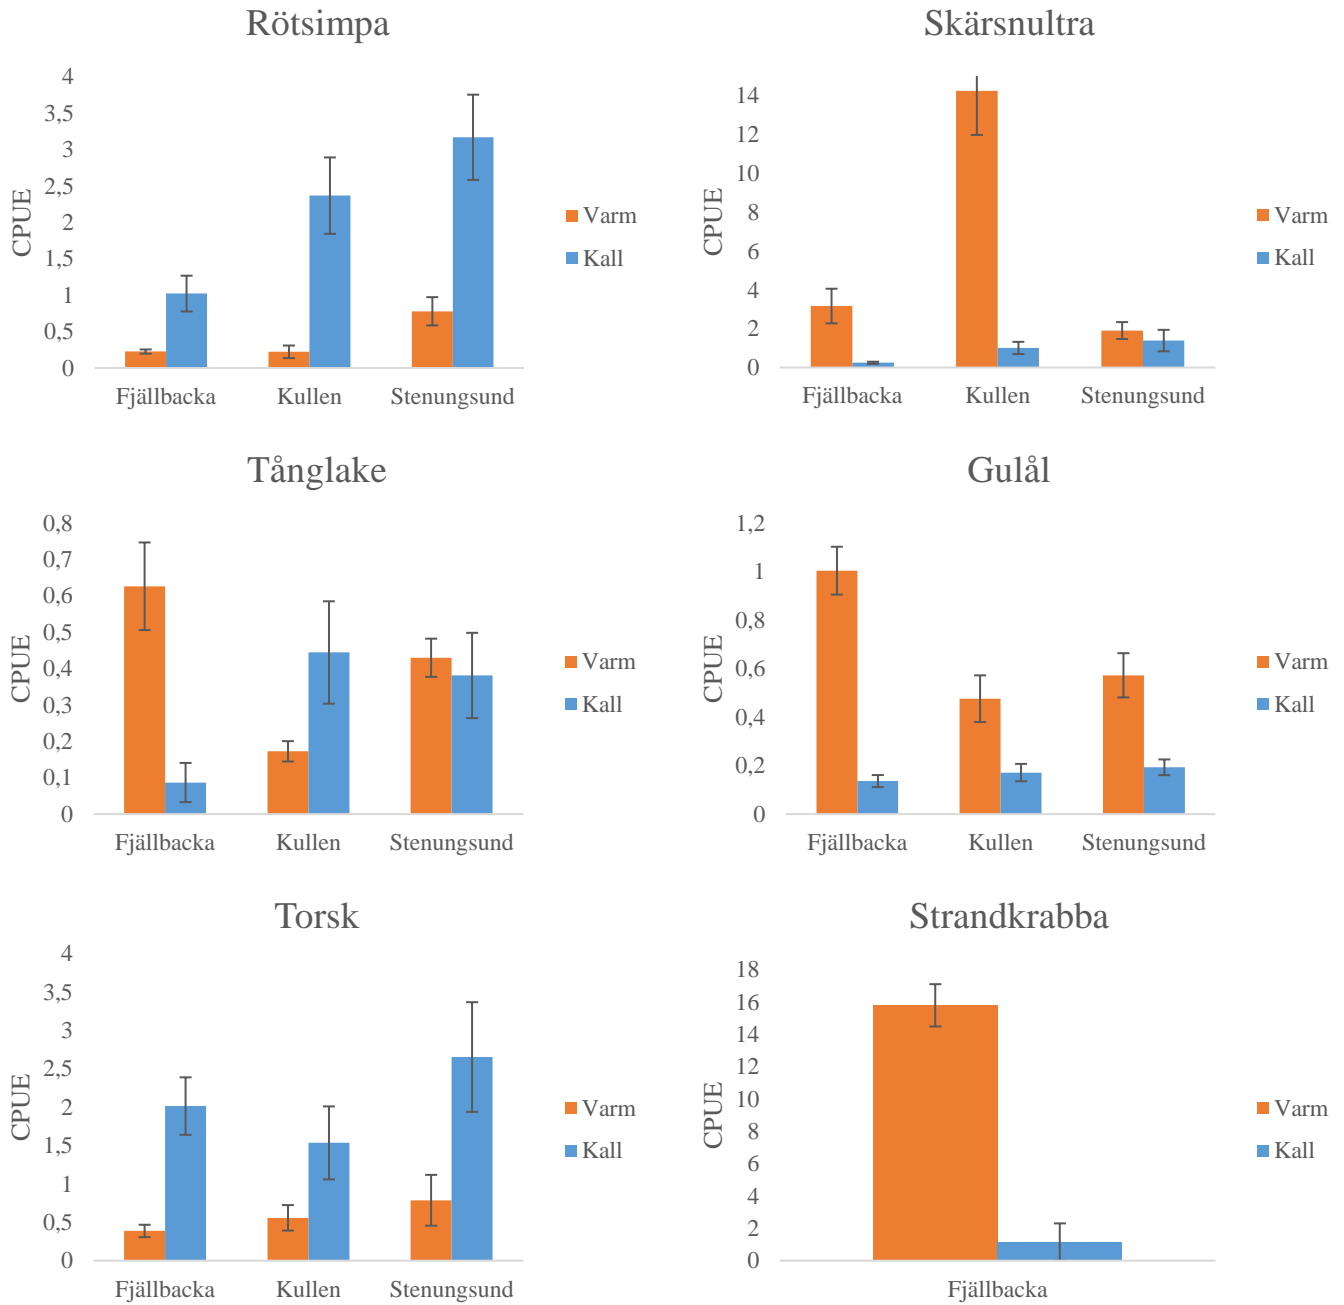 Rötsimpa
4
3,5
3
2,5
2
1,5
1
0,5
0
CPUE
Fjällbacka Kullen Stenungsund
Varm
Kall
Skärsnultra
14
12
10
8
6
4
2
0
CPUE
Fjällbacka Kullen Stenungsund
Varm
Kall
Tånglake
0,8
0,7
0,6
0,5
0,4
0,3
0,2
0,1
0
CPUE
Fjällbacka Kullen Stenungsund
Varm
Kall
Gulål
1,2
1
0,8
0,6
0,4
0,2
0
CPUE
Fjällbacka Kullen Stenungsund
Varm
Kall
Torsk
4
3,5
3
2,5
2
1,5
1
0,5
0
CPUE
Fjällbacka Kullen Stenungsund
Varm
Kall
Strandkrabba
18
16
14
12
10
8
6
4
2
0
CPUE
Fjällbacka
Varm
Kall